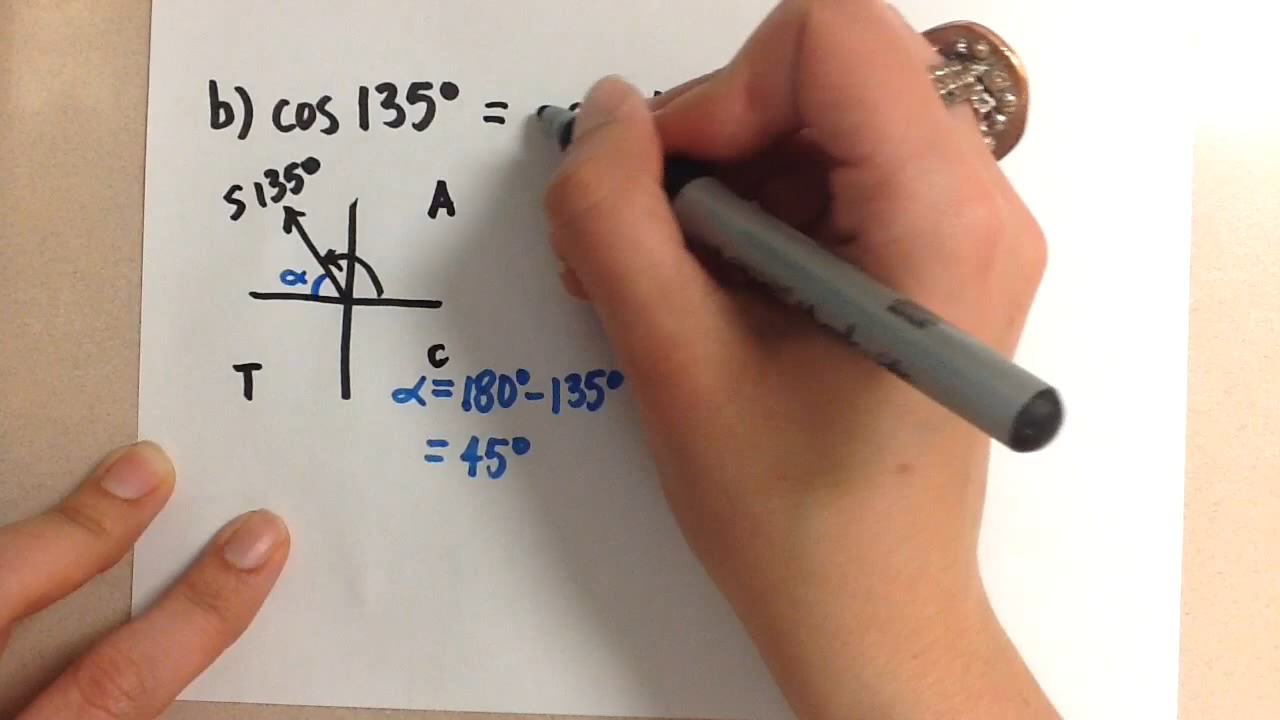 b) cos 135° =
S 135°
A
α
T
C
α = 180° - 135°
= 45°